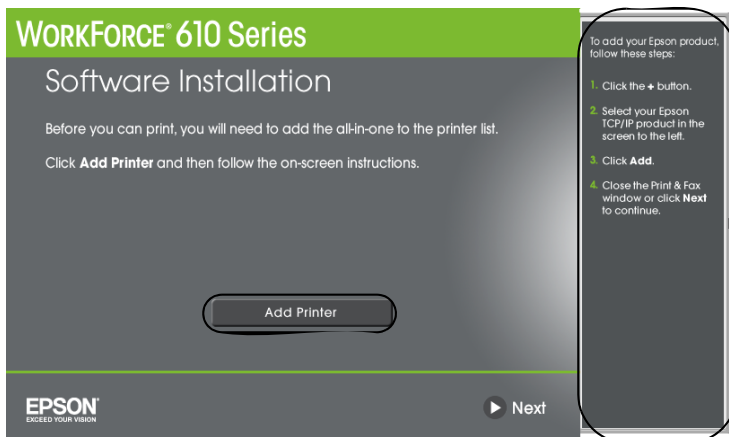 WORKFORCE® 610 Series
Software Installation
Before you can print, you will need to add the all-in-one to the printer list.
Click Add Printer and then follow the on-screen instructions.
Add Printer
EPSON®
EXCEED YOUR VISION
Next
To add your Epson product,
follow these steps:
1. Click the + button.
2. Select your Epson
TCP/IP product in the
screen to the left.
3. Click Add.
4. Close the Print & Fax
window or click Next
to continue.